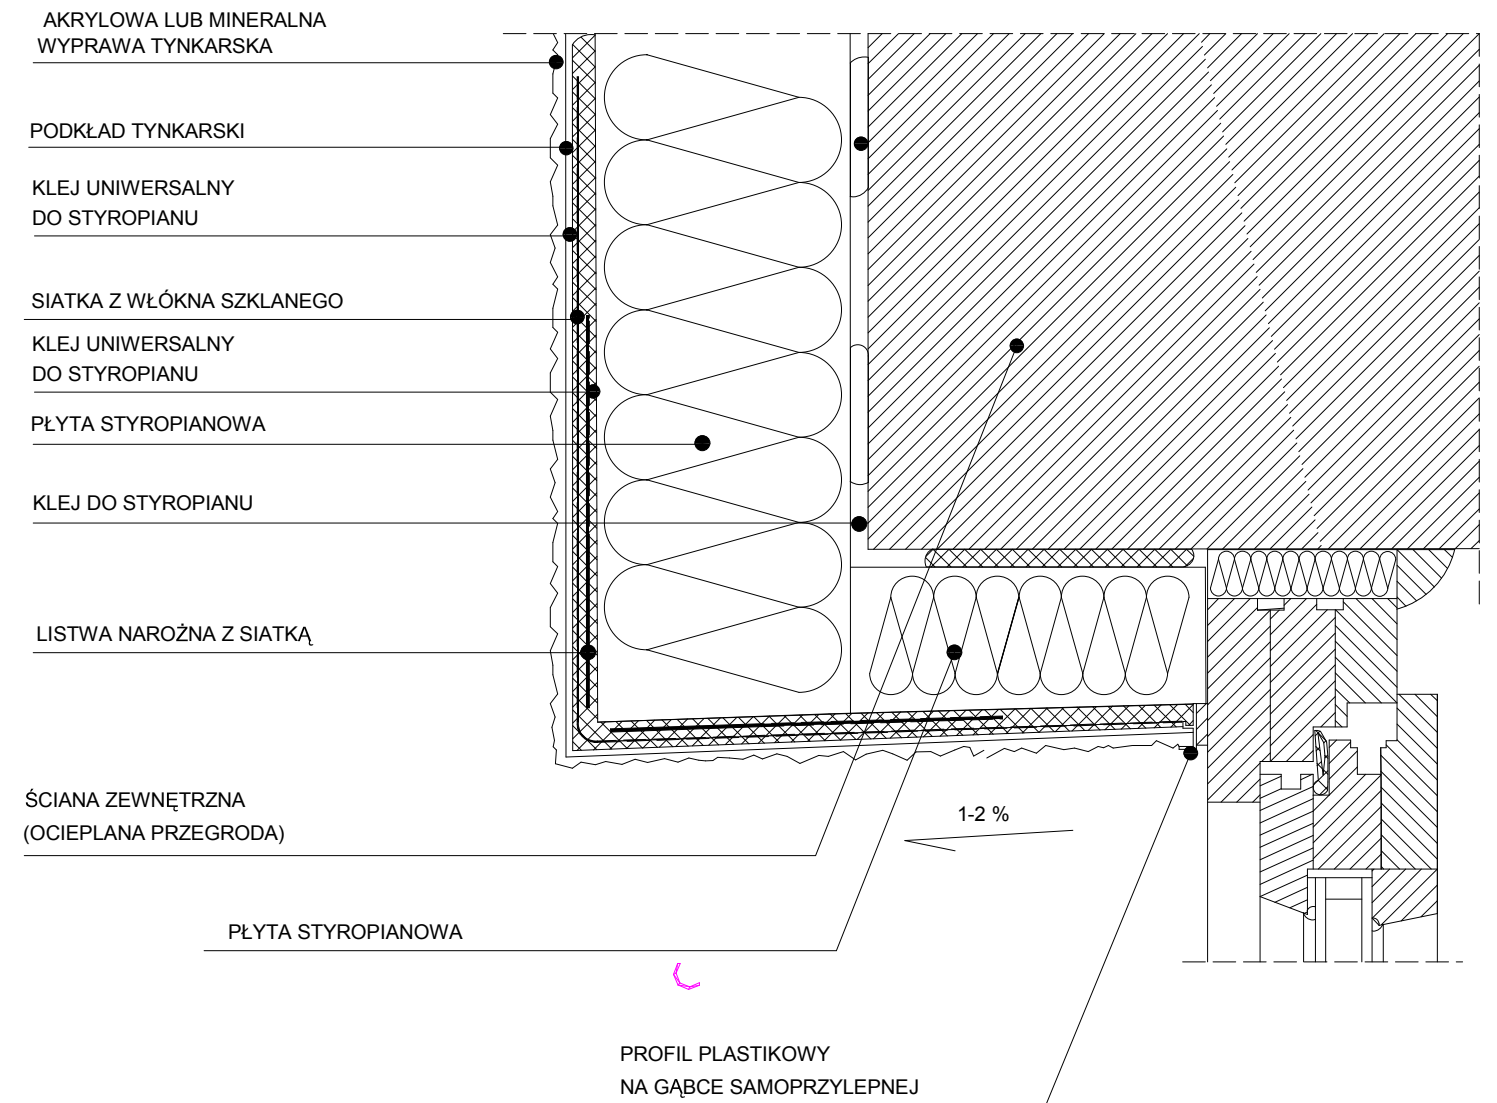 AKRYLOWA LUB MINERALNA
WYPRAWA TYNKARSKA
PODKŁAD TYNKARSKI
KLEJ UNIWERSALNY
DO STYROPIANU
SIATKA Z WŁÓKNA SZKLANEGO
KLEJ UNIWERSALNY
DO STYROPIANU
PŁYTA STYROPIANOWA
KLEJ DO STYROPIANU
LISTWA NAROŻNA Z SIATKĄ
ŚCIANA ZEWNĘTRZNA
(OCIEPLANA PRZEGRODA)
1-2 %
PŁYTA STYROPIANOWA
PROFIL PLASTIKOWY
NA GĄBCE SAMOPRZYLEPNEJ